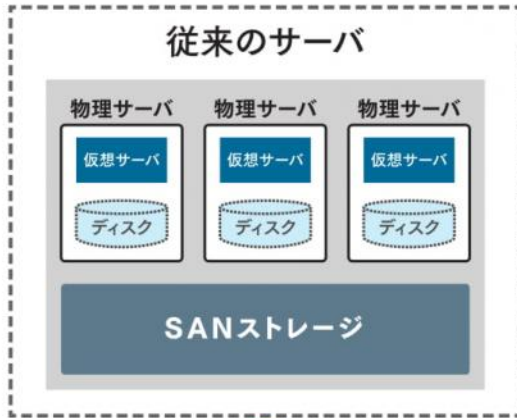 従来のサーバ
物理サーバ 物理サーバ 物理サーバ
仮想サーバ 仮想サーバ 仮想サーバ
ディスク ディスク ディスク
SANストレージ